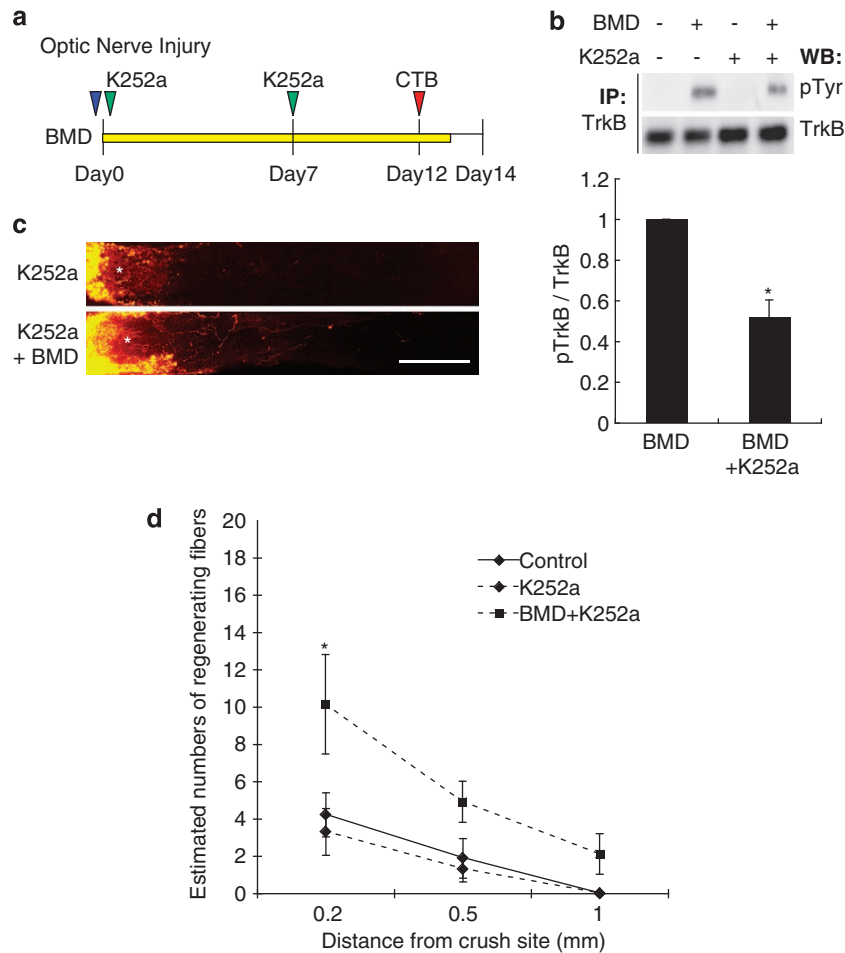 a
Optic Nerve Injury
K252a K252a CTB
BMD
Day0 Day7 Day12 Day14
b
BMD - + - +
K252a - - + + WB:
IP: pTyr
TrkB TrkB
1.2
1
0.8
0.6
0.4
0.2
0
pTrkB / TrkB
*
BMD BMD
+K252a
c
K252a
*
K252a
+ BMD
*
d
20
18
16
14
12
10
8
6
4
2
0
Estimated numbers of regenerating fibers
Control
K252a
BMD+K252a
*
0.2 0.5 1
Distance from crush site (mm)